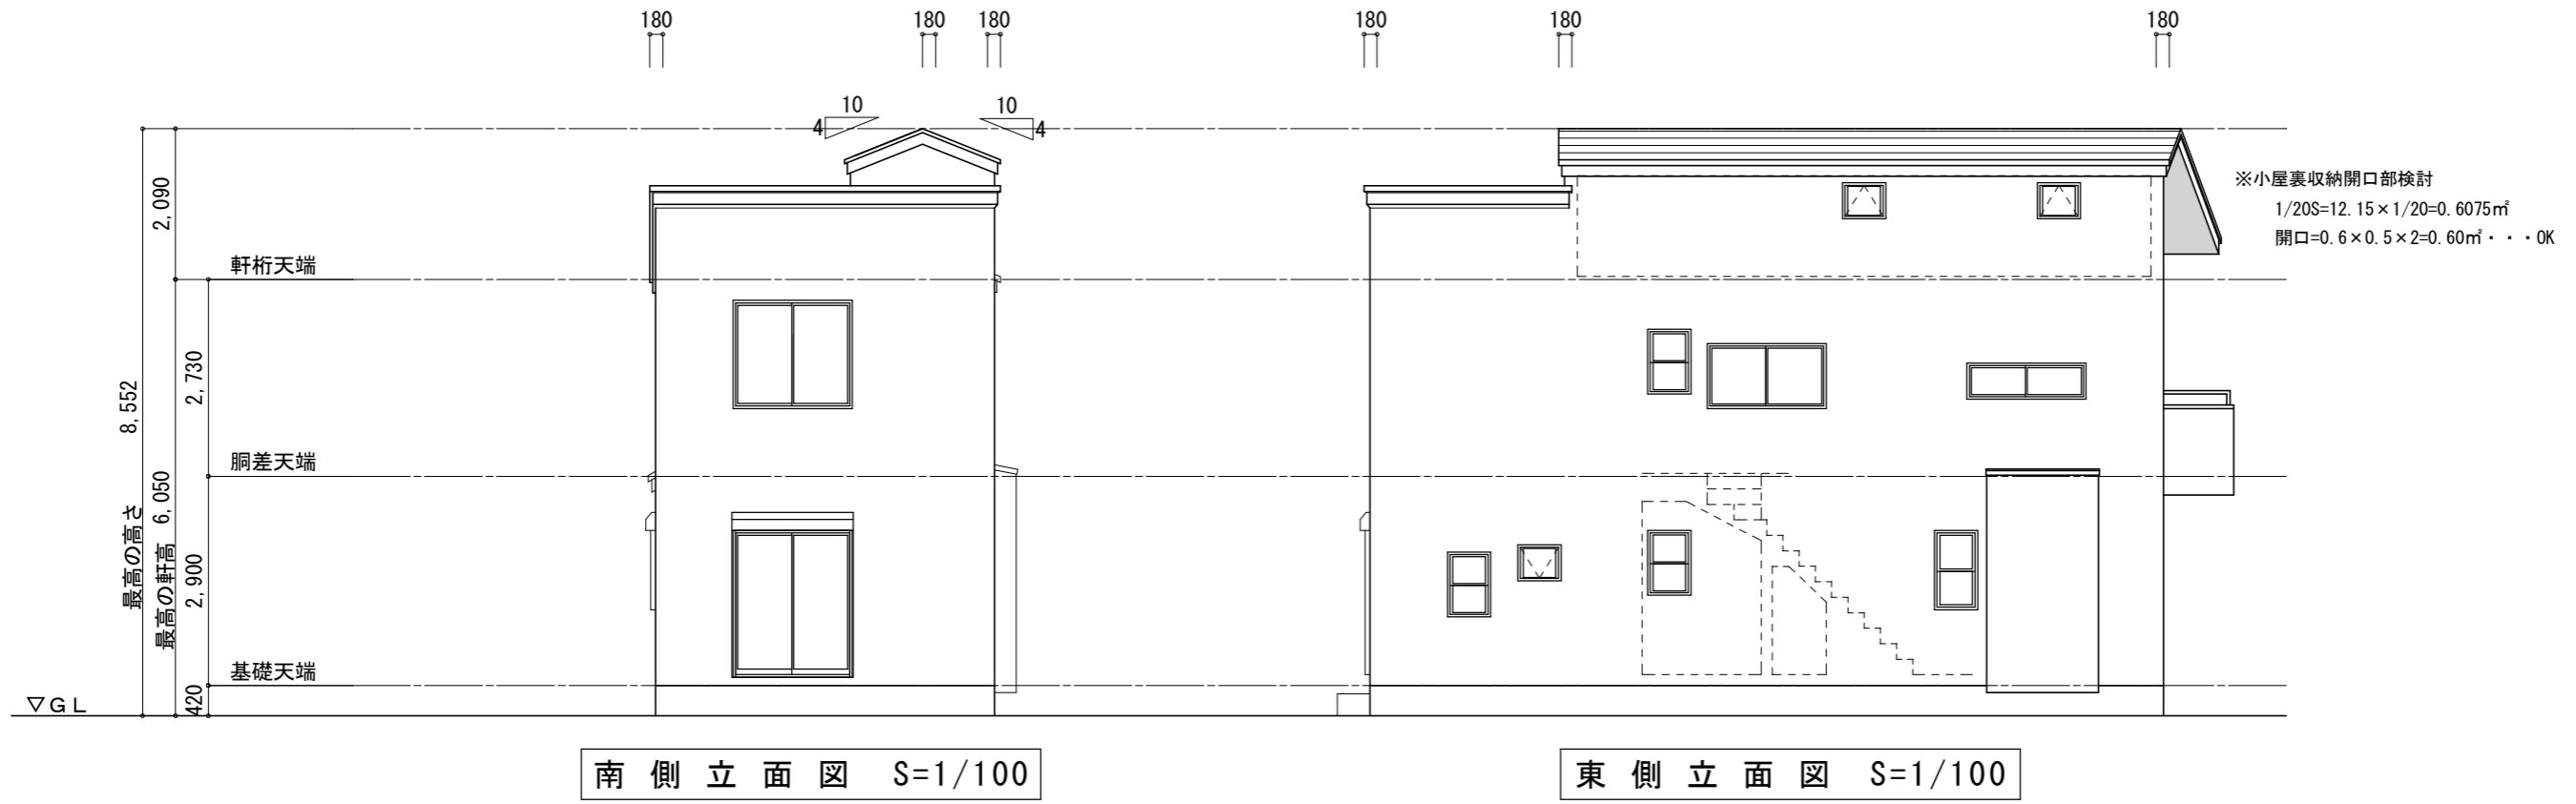 180
180
180
180
180
180
10
4
10
4
2,090
8,552
最高の高さ
6,050
最高の軒高
2,730
2,900
420
軒桁天端
胴差天端
基礎天端
▽GL
※小屋裏収納開口部検討
1/20S=12.15×1/20=0.6075㎡
開口=0.6×0.5×2=0.60㎡・・・OK
南側立面図 S=1/100
東側立面図 S=1/100